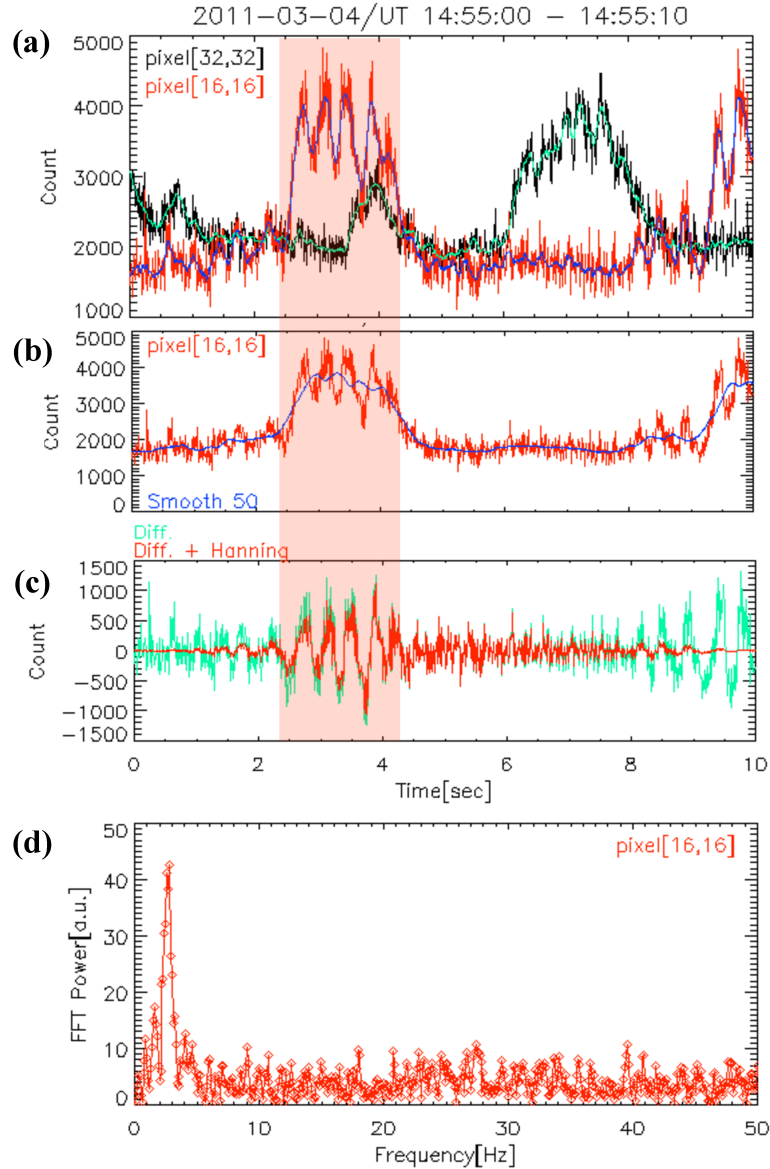 2011-03-04/UT 14:55:00 - 14:55:10
(a)
pixel[32,32]
pixel[16,16]
5000
4000
3000
2000
1000
Count
(b)
pixel[16,16]
5000
4000
3000
2000
1000
0
Count
Smooth 50
Diff.
Diff. + Hanning
(c)
1500
1000
500
0
-500
-1000
-1500
Count
0 2 4 6 8 10
Time[sec]
(d)
pixel[16,16]
50
40
30
20
10
0
FFT Power[a.u.]
0 10 20 30 40 50
Frequency[Hz]